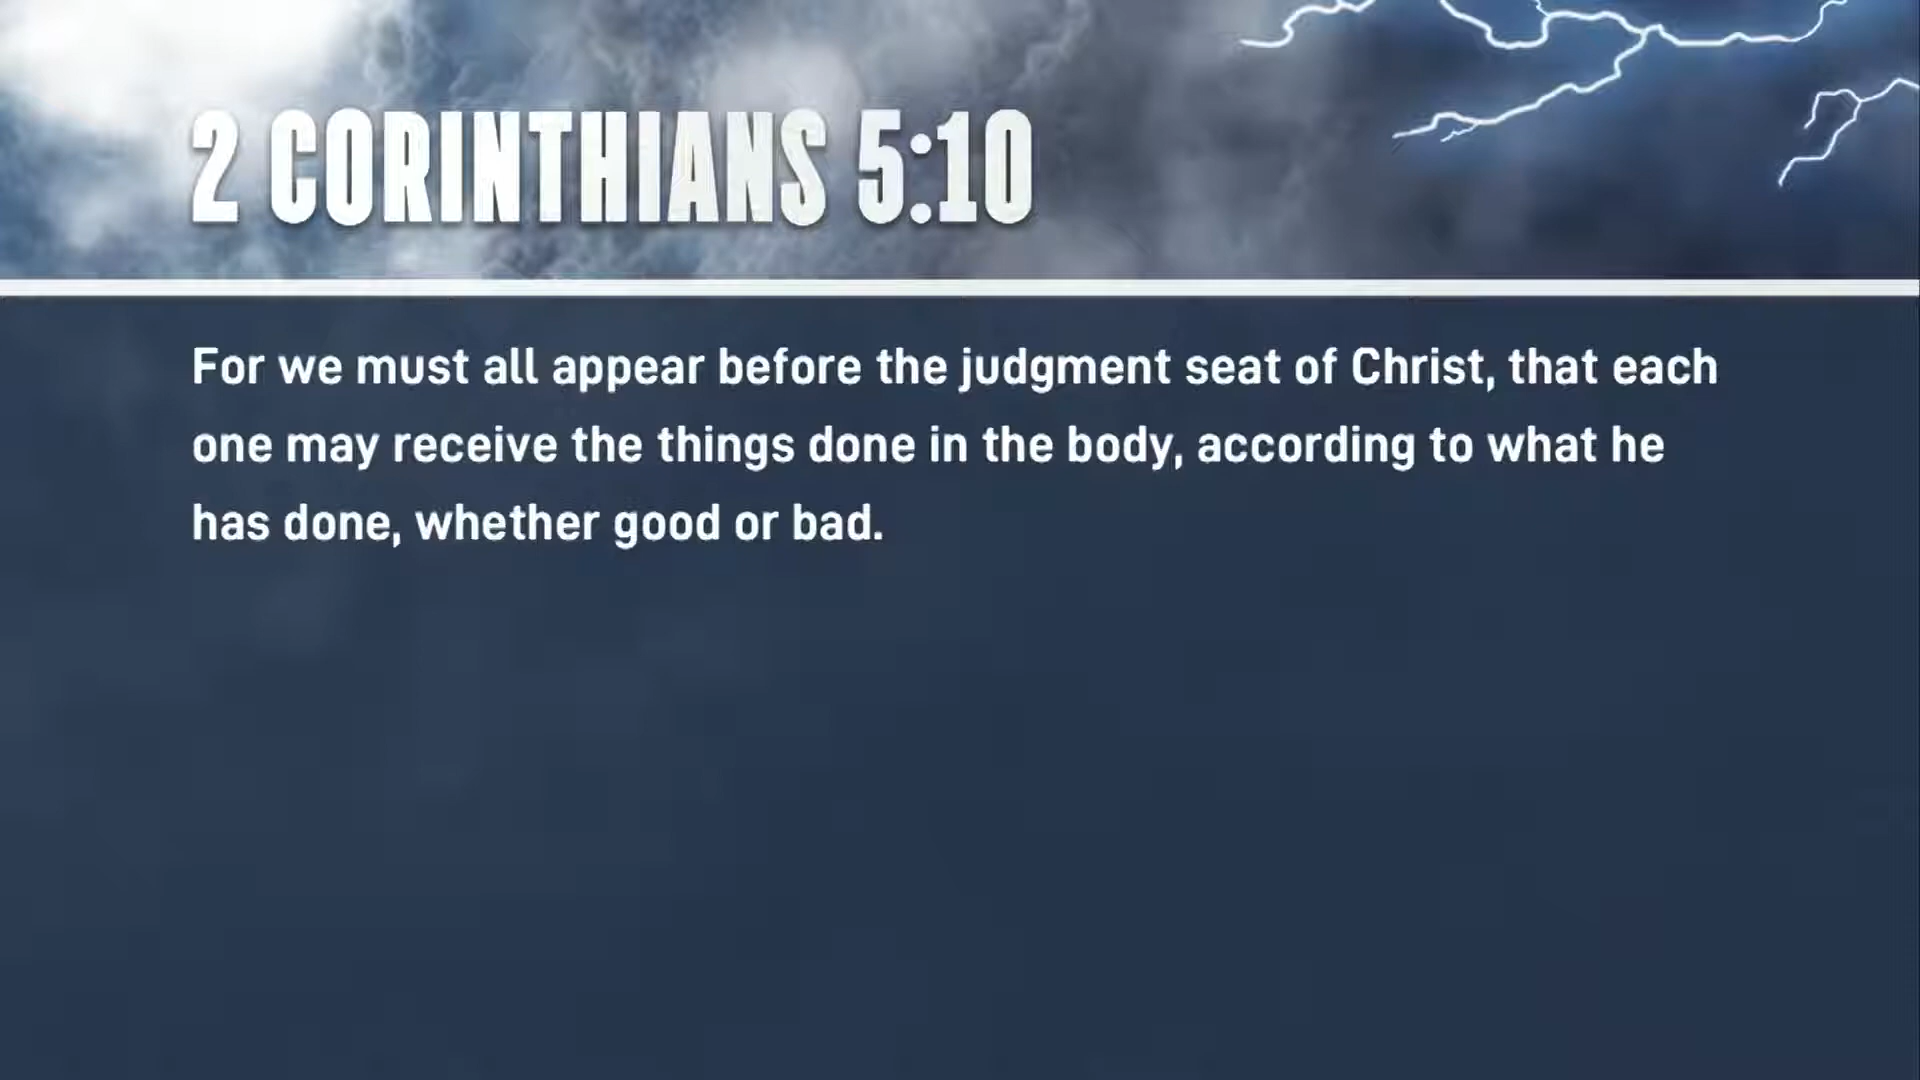 2 CORINTHIANS 5:10
For we must all appear before the judgment seat of Christ, that each
one may receive the things done in the body, according to what he
has done, whether good or bad.